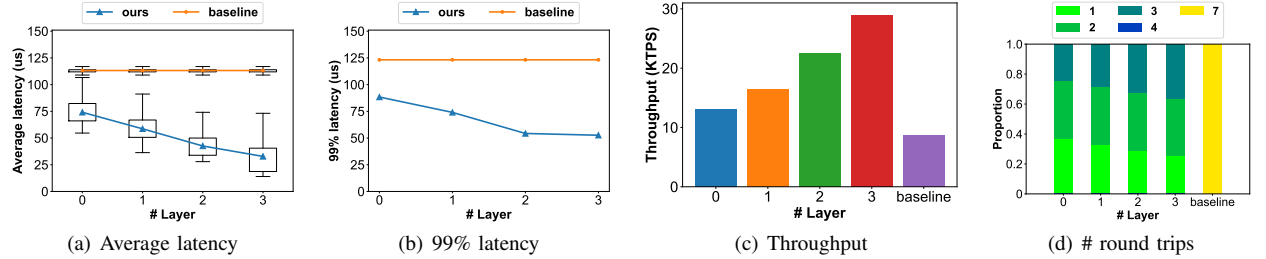 ours baseline
150
125
100
75
50
25
0
Average latency (us)
0 1 2 3
# Layer
(a) Average latency
ours baseline
150
125
100
75
50
25
0
99% latency (us)
0 1 2 3
# Layer
(b) 99% latency
30
20
10
0
Throughput (KTPS)
0 1 2 3 baseline
# Layer
(c) Throughput
1 3 7
2 4
1.0
0.8
0.6
0.4
0.2
0
Proportion
0 1 2 3 baseline
# Layer
(d) # round trips